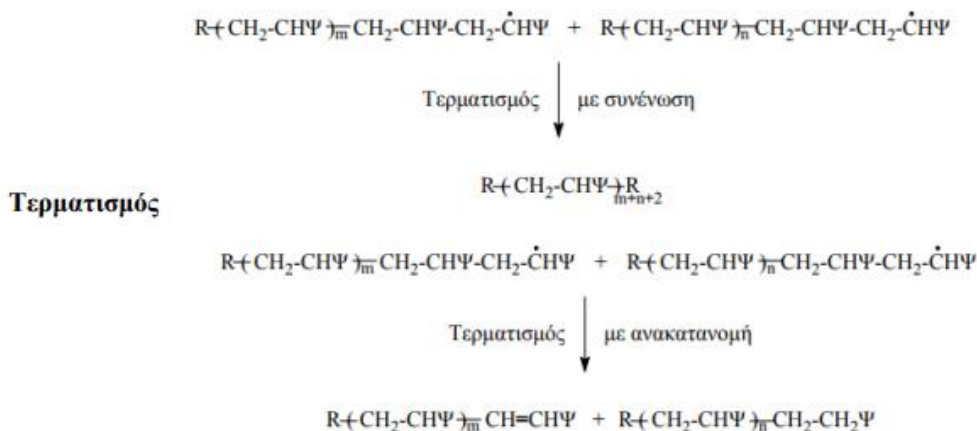 R-(CH₂-CHΨ)ₘ-CH₂-CHΨ-CH₂-ĊHΨ + R-(CH₂-CHΨ)ₙ-CH₂-CHΨ-CH₂-ĊHΨ
Τερματισμός με συνένωση
R-(CH₂-CHΨ)-R
m+n+2
Τερματισμός
R-(CH₂-CHΨ)ₘ-CH₂-CHΨ-CH₂-ĊHΨ + R-(CH₂-CHΨ)ₙ-CH₂-CHΨ-CH₂-ĊHΨ
Τερματισμός με ανακατανομή
R-(CH₂-CHΨ)ₘ-CH=CHΨ + R-(CH₂-CHΨ)ₙ-CH₂-CH₂Ψ